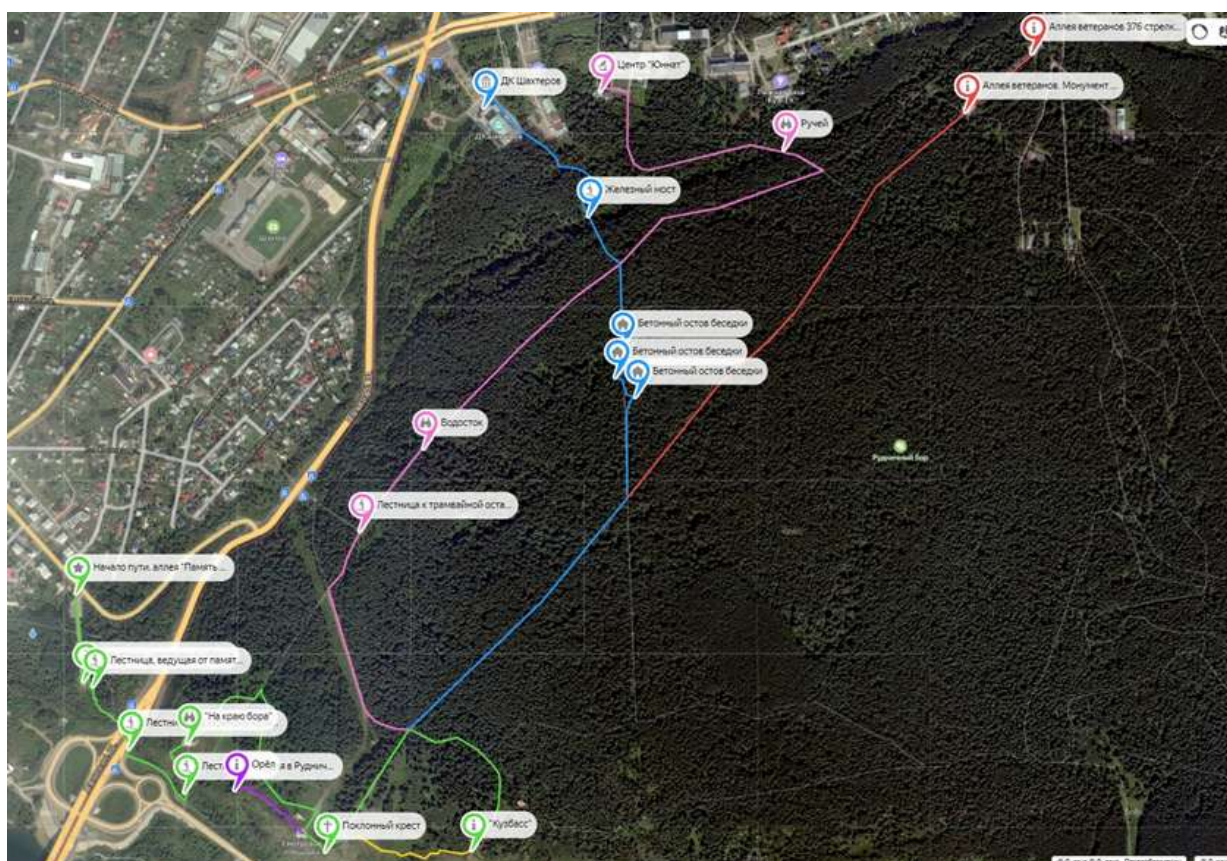 Аллея ветеранов 376 стрелк...
Центр "Юннат"
ДК Шахтеров
Аллея ветеранов. Монумент ...
Ручей
Железный мост
Бетонный остов беседки
Бетонный остов беседки
Бетонный остов беседки
Водосток
Рудничный бор
Лестница к трамвайной оста...
Начало пути, аллея "Память ...
Лестница, ведущая от памят...
"На краю бора"
Орёл
Поклонный крест
"Кузбасс"